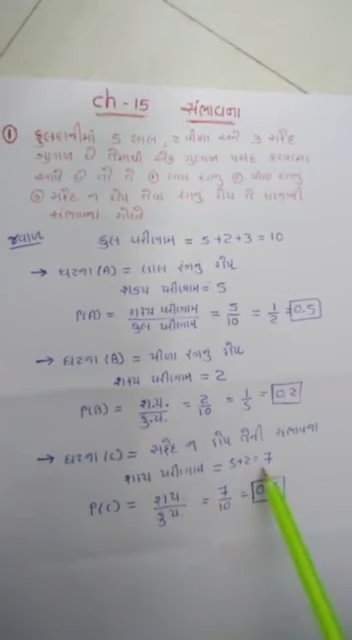 ch - 15 સંભાવના
① ફુલદાનીમાં 5 લાલ, 2 પીળા અને 3 સફેદ
ગુલાબ છે તેમાંથી એક ગુલાબ પસંદ કરવામાં
આવે છે તો તે ① લાલ રંગનુ ② પીળા રંગનુ
③ સફેદ ન હોય તેવા રંગનુ હોય તે
સંભાવના શોધો
જવાબ કુલ પરીણામ = 5+2+3 = 10
→ ઘટના (A) = લાલ રંગનુ હોય
શક્ય પરીણામ = 5
P(A) = શક્ય પરીણામ / કુલ પરીણામ = 5/10 = 1/2 = 0.5
→ ઘટના (B) = પીળા રંગનુ હોય
શક્ય પરીણામ = 2
P(B) = શ.પ. / કુ.પ. = 2/10 = 1/5 = 0.2
→ ઘટના (C) = સફેદ ન હોય તેની સંભાવના
શક્ય પરીણામ = 5+2 = 7
P(C) = શ.પ. / કુ.પ. = 7/10 =